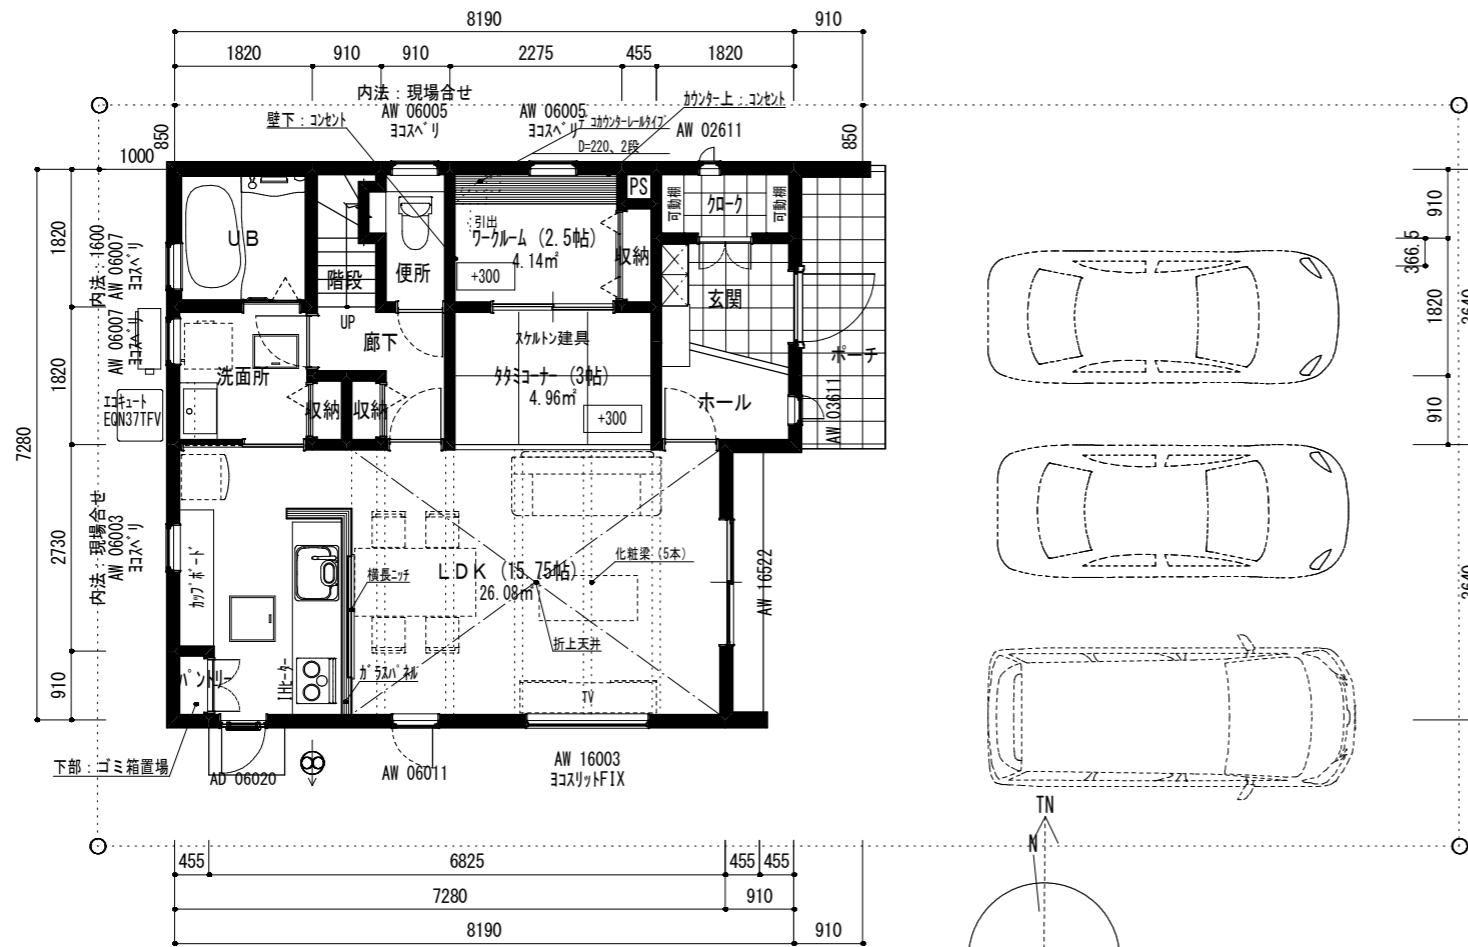 8190
910
1820
910
910
2275
455
1820
内法：現場合せ
AW 06005
ヨコスベリ
AW 06005
ヨコスベリ
カウンター上：コンセント
壁下：コンセント
デコカウンターレールタイプ
D=220、2段
AW 02611
850
850
1000
PS
可動棚
クローク
可動棚
910
366.5
1820
910
2640
2640
7280
1820
1820
2730
910
内法：1600
AW 06007
ヨコスベリ
AW 06007
ヨコスベリ
UB
階段
UP
便所
引出
ワークルーム（2.5帖）
4.14㎡
+300
収納
玄関
廊下
スケルトン建具
タタミコーナー（3帖）
4.96㎡
+300
ホール
ポーチ
AW 03611
洗面所
収納
収納
エコキュート
EQN37TFV
内法：現場合せ
AW 06003
ヨコスベリ
カップボード
横長ニッチ
LDK（15.75帖）
26.08㎡
化粧梁（5本）
折上天井
AW 16522
パントリー
IHヒーター
ガラスパネル
TV
下部：ゴミ箱置場
AD 06020
AW 06011
AW 16003
ヨコスリットFIX
TN
N
455
6825
455
455
7280
910
8190
910